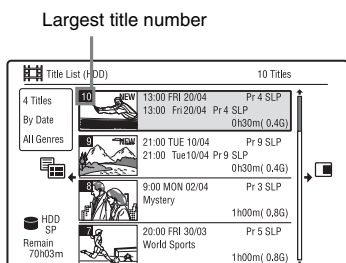 Largest title number
Title List (HDD)
10 Titles
4 Titles
By Date
All Genres
HDD
SP
Remain
70h03m
10
NEW
13:00 FRI 20/04 Pr 4 SLP
13:00 Fri20/04 Pr 4 SLP
0h30m( 0.4G)
9
NEW
21:00 TUE 10/04 Pr 9 SLP
21:00 Tue10/04 Pr 9 SLP
0h30m( 0.4G)
8
9:00 MON 02/04 Pr 3 SLP
Mystery
1h00m( 0,8G)
7
20:00 FRI 30/03 Pr 5 SLP
World Sports
1h00m( 0.8G)